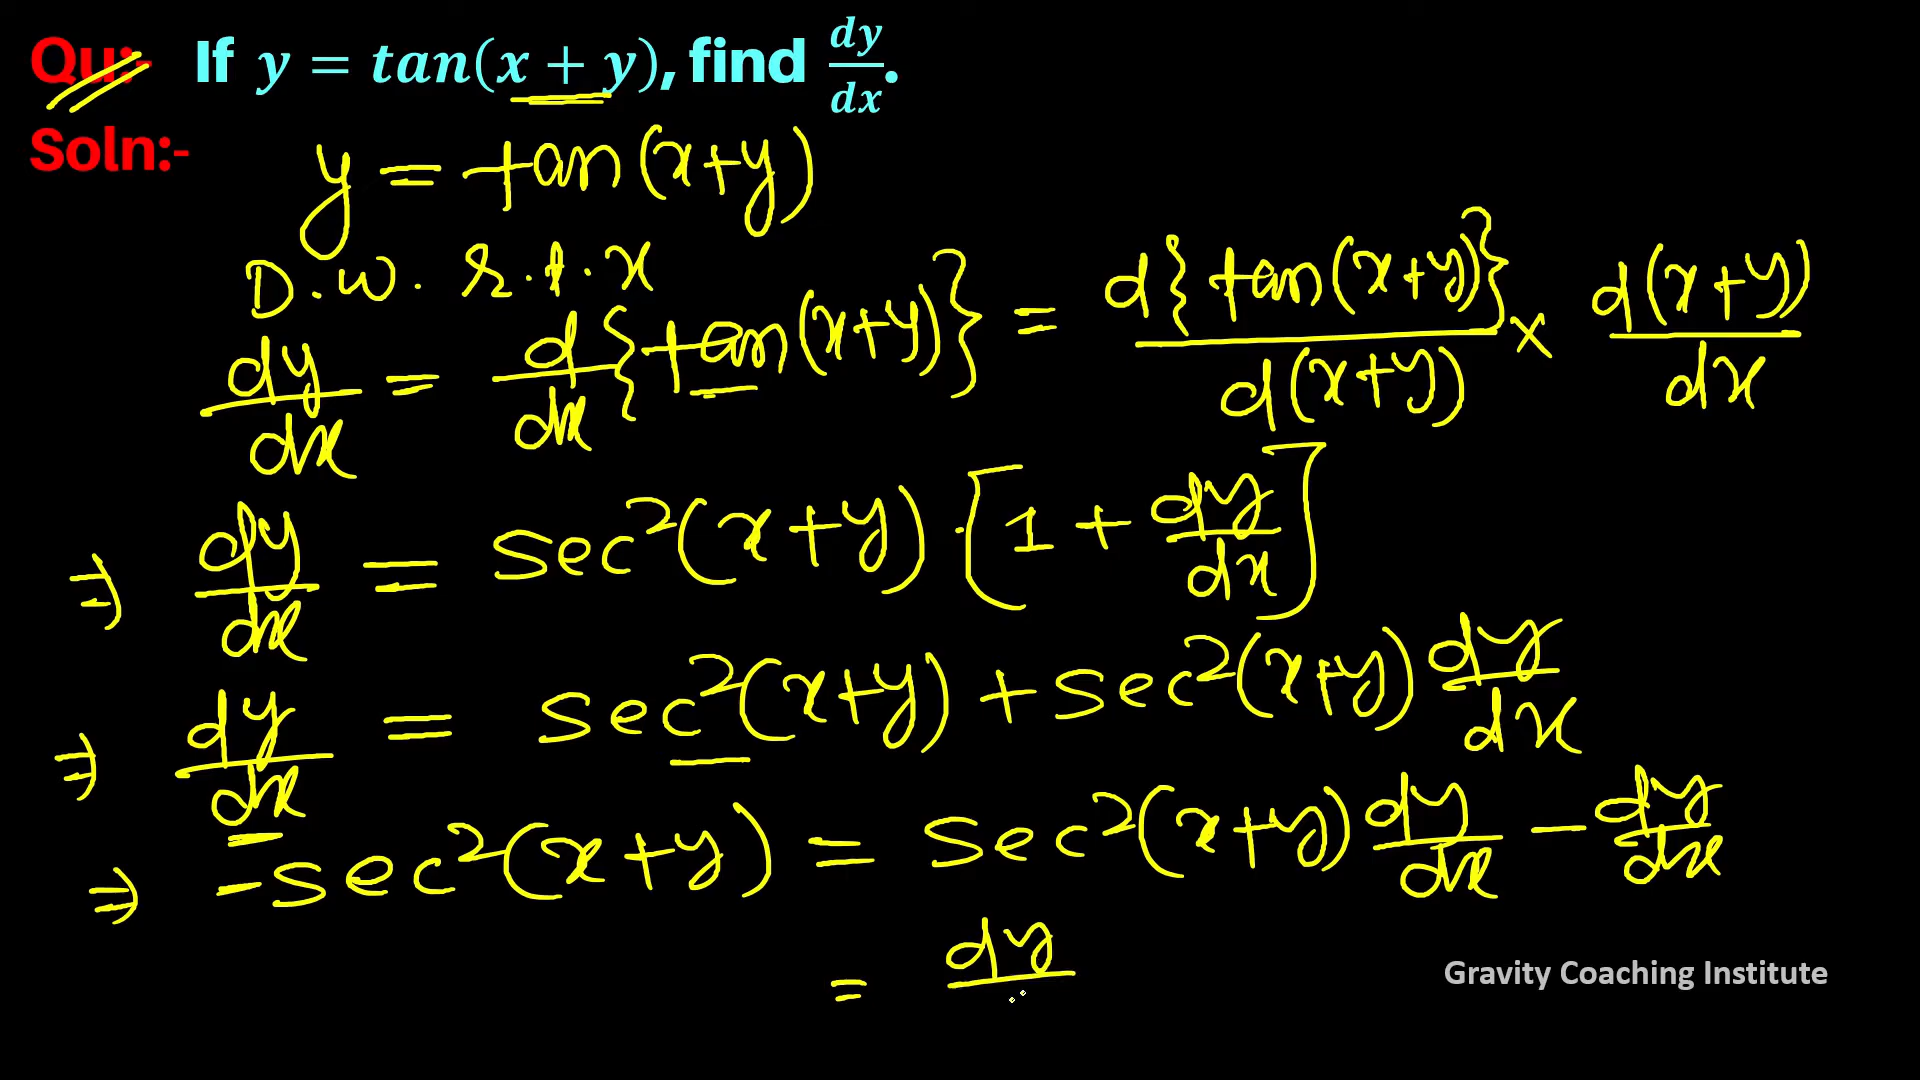 Qu:- If y = tan(x + y), find dy/dx.
Soln:- y = tan(x+y)
D.w.r.t.x
dy/dx = d/dx {tan(x+y)} = d{tan(x+y)}/d(x+y) × d(x+y)/dx
⇒ dy/dx = sec²(x+y) · [1 + dy/dx]
⇒ dy/dx = sec²(x+y) + sec²(x+y) dy/dx
⇒ -sec²(x+y) = sec²(x+y) dy/dx - dy/dx
= dy
Gravity Coaching Institute